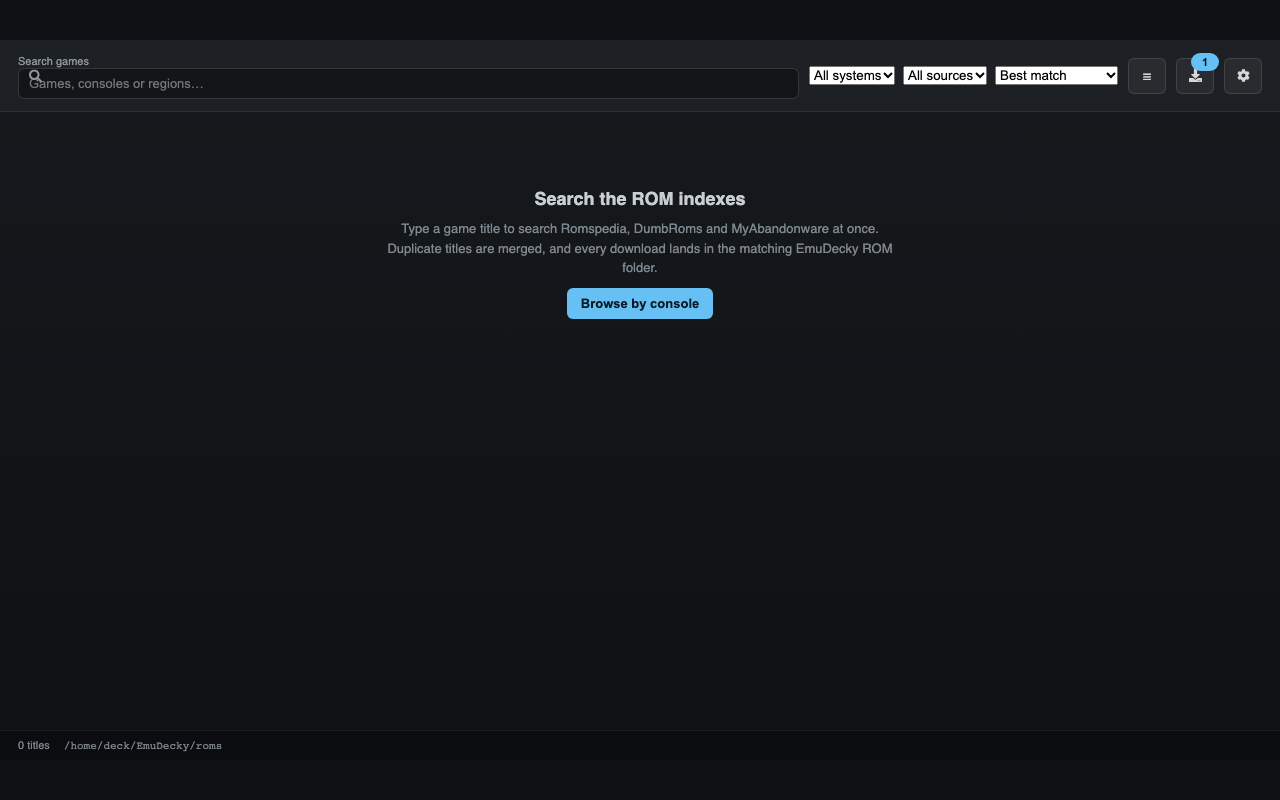 Search games
Games, consoles or regions…
All systems
All sources
Best match
1
Search the ROM indexes
Type a game title to search Romspedia, DumbRoms and MyAbandonware at once.
Duplicate titles are merged, and every download lands in the matching EmuDecky ROM
folder.
Browse by console
0 titles
/home/deck/EmuDecky/roms